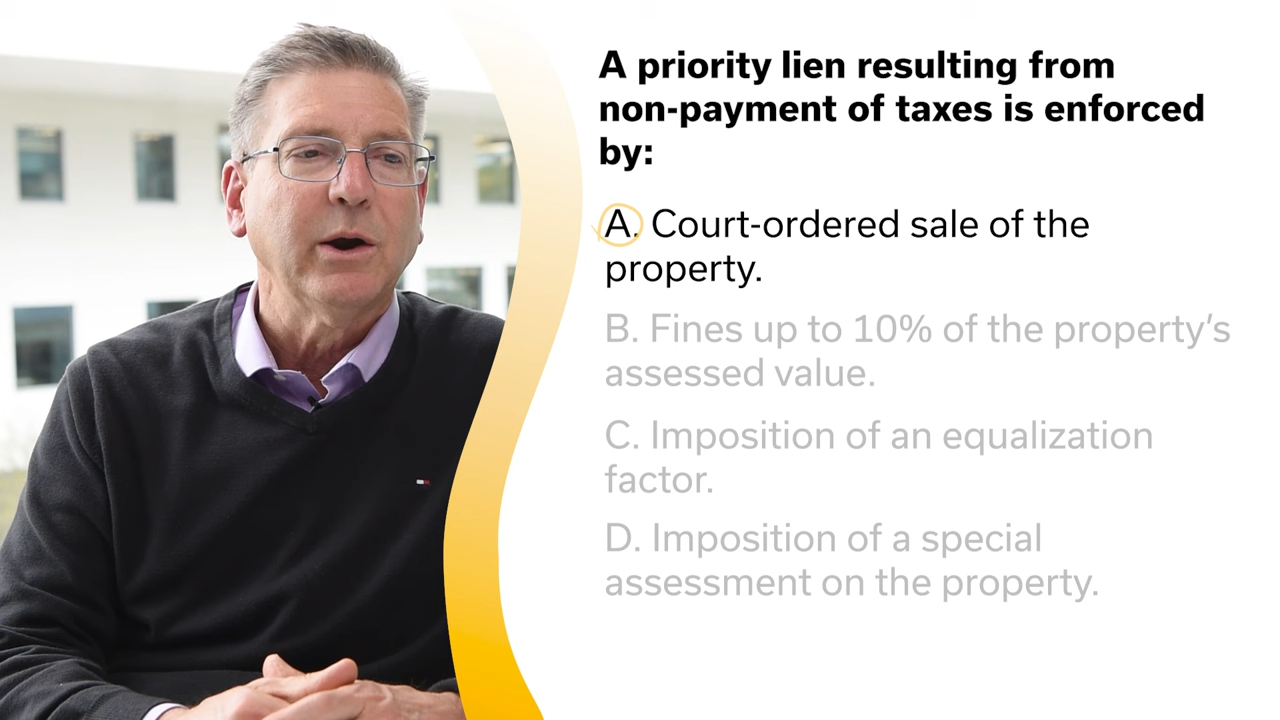 A priority lien resulting from
non-payment of taxes is enforced
by:
A. Court-ordered sale of the
property.
B. Fines up to 10% of the property’s
assessed value.
C. Imposition of an equalization
factor.
D. Imposition of a special
assessment on the property.